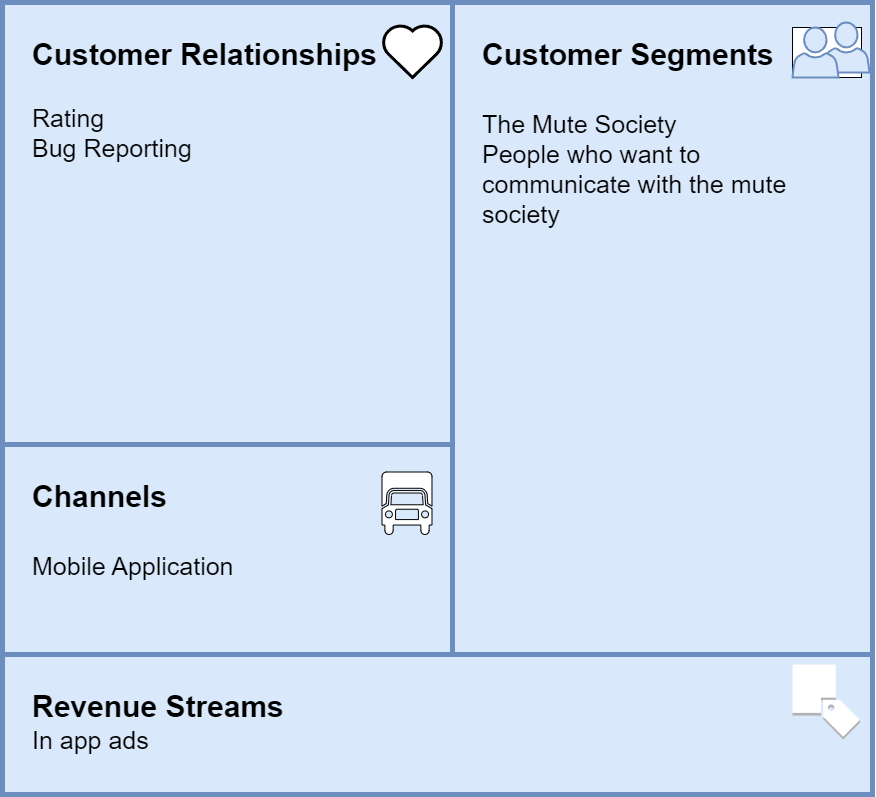 Customer Relationships
Rating
Bug Reporting
Customer Segments
The Mute Society
People who want to
communicate with the mute
society
Channels
Mobile Application
Revenue Streams
In app ads